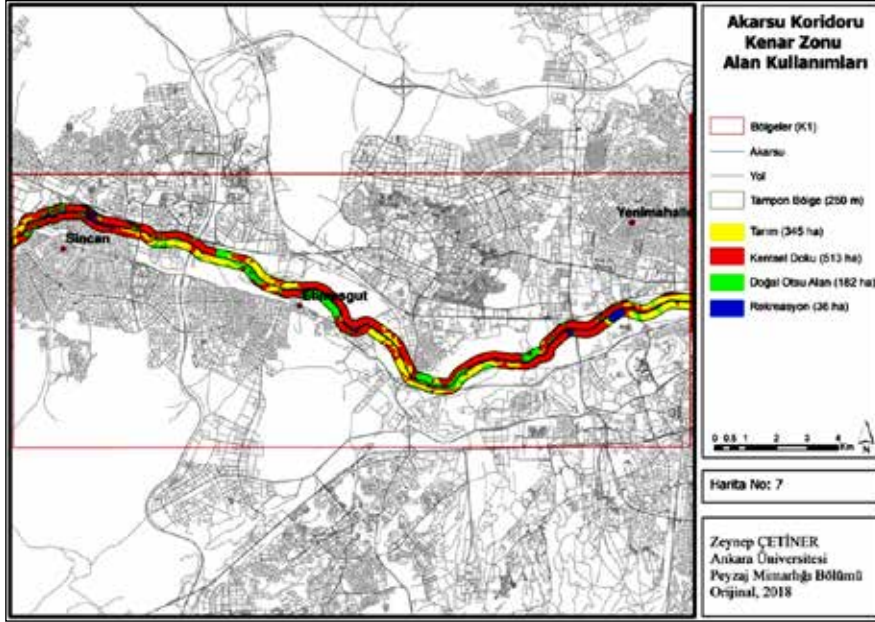 Akarsu Koridoru
Kenar Zonu
Alan Kullanımları
Bölgeler (K1)
Akarsu
Yol
Tampon Bölge (250 m)
Tarım (345 ha)
Kentsel Doku (513 ha)
Doğal Otsu Alan (182 ha)
Rekreasyon (36 ha)
Sincan
Etimesgut
Yenimahalle
0 0.5 1 2 3 4
Km
N
Harita No: 7
Zeynep ÇETİNER
Ankara Üniversitesi
Peyzaj Mimarlığı Bölümü
Orijinal, 2018